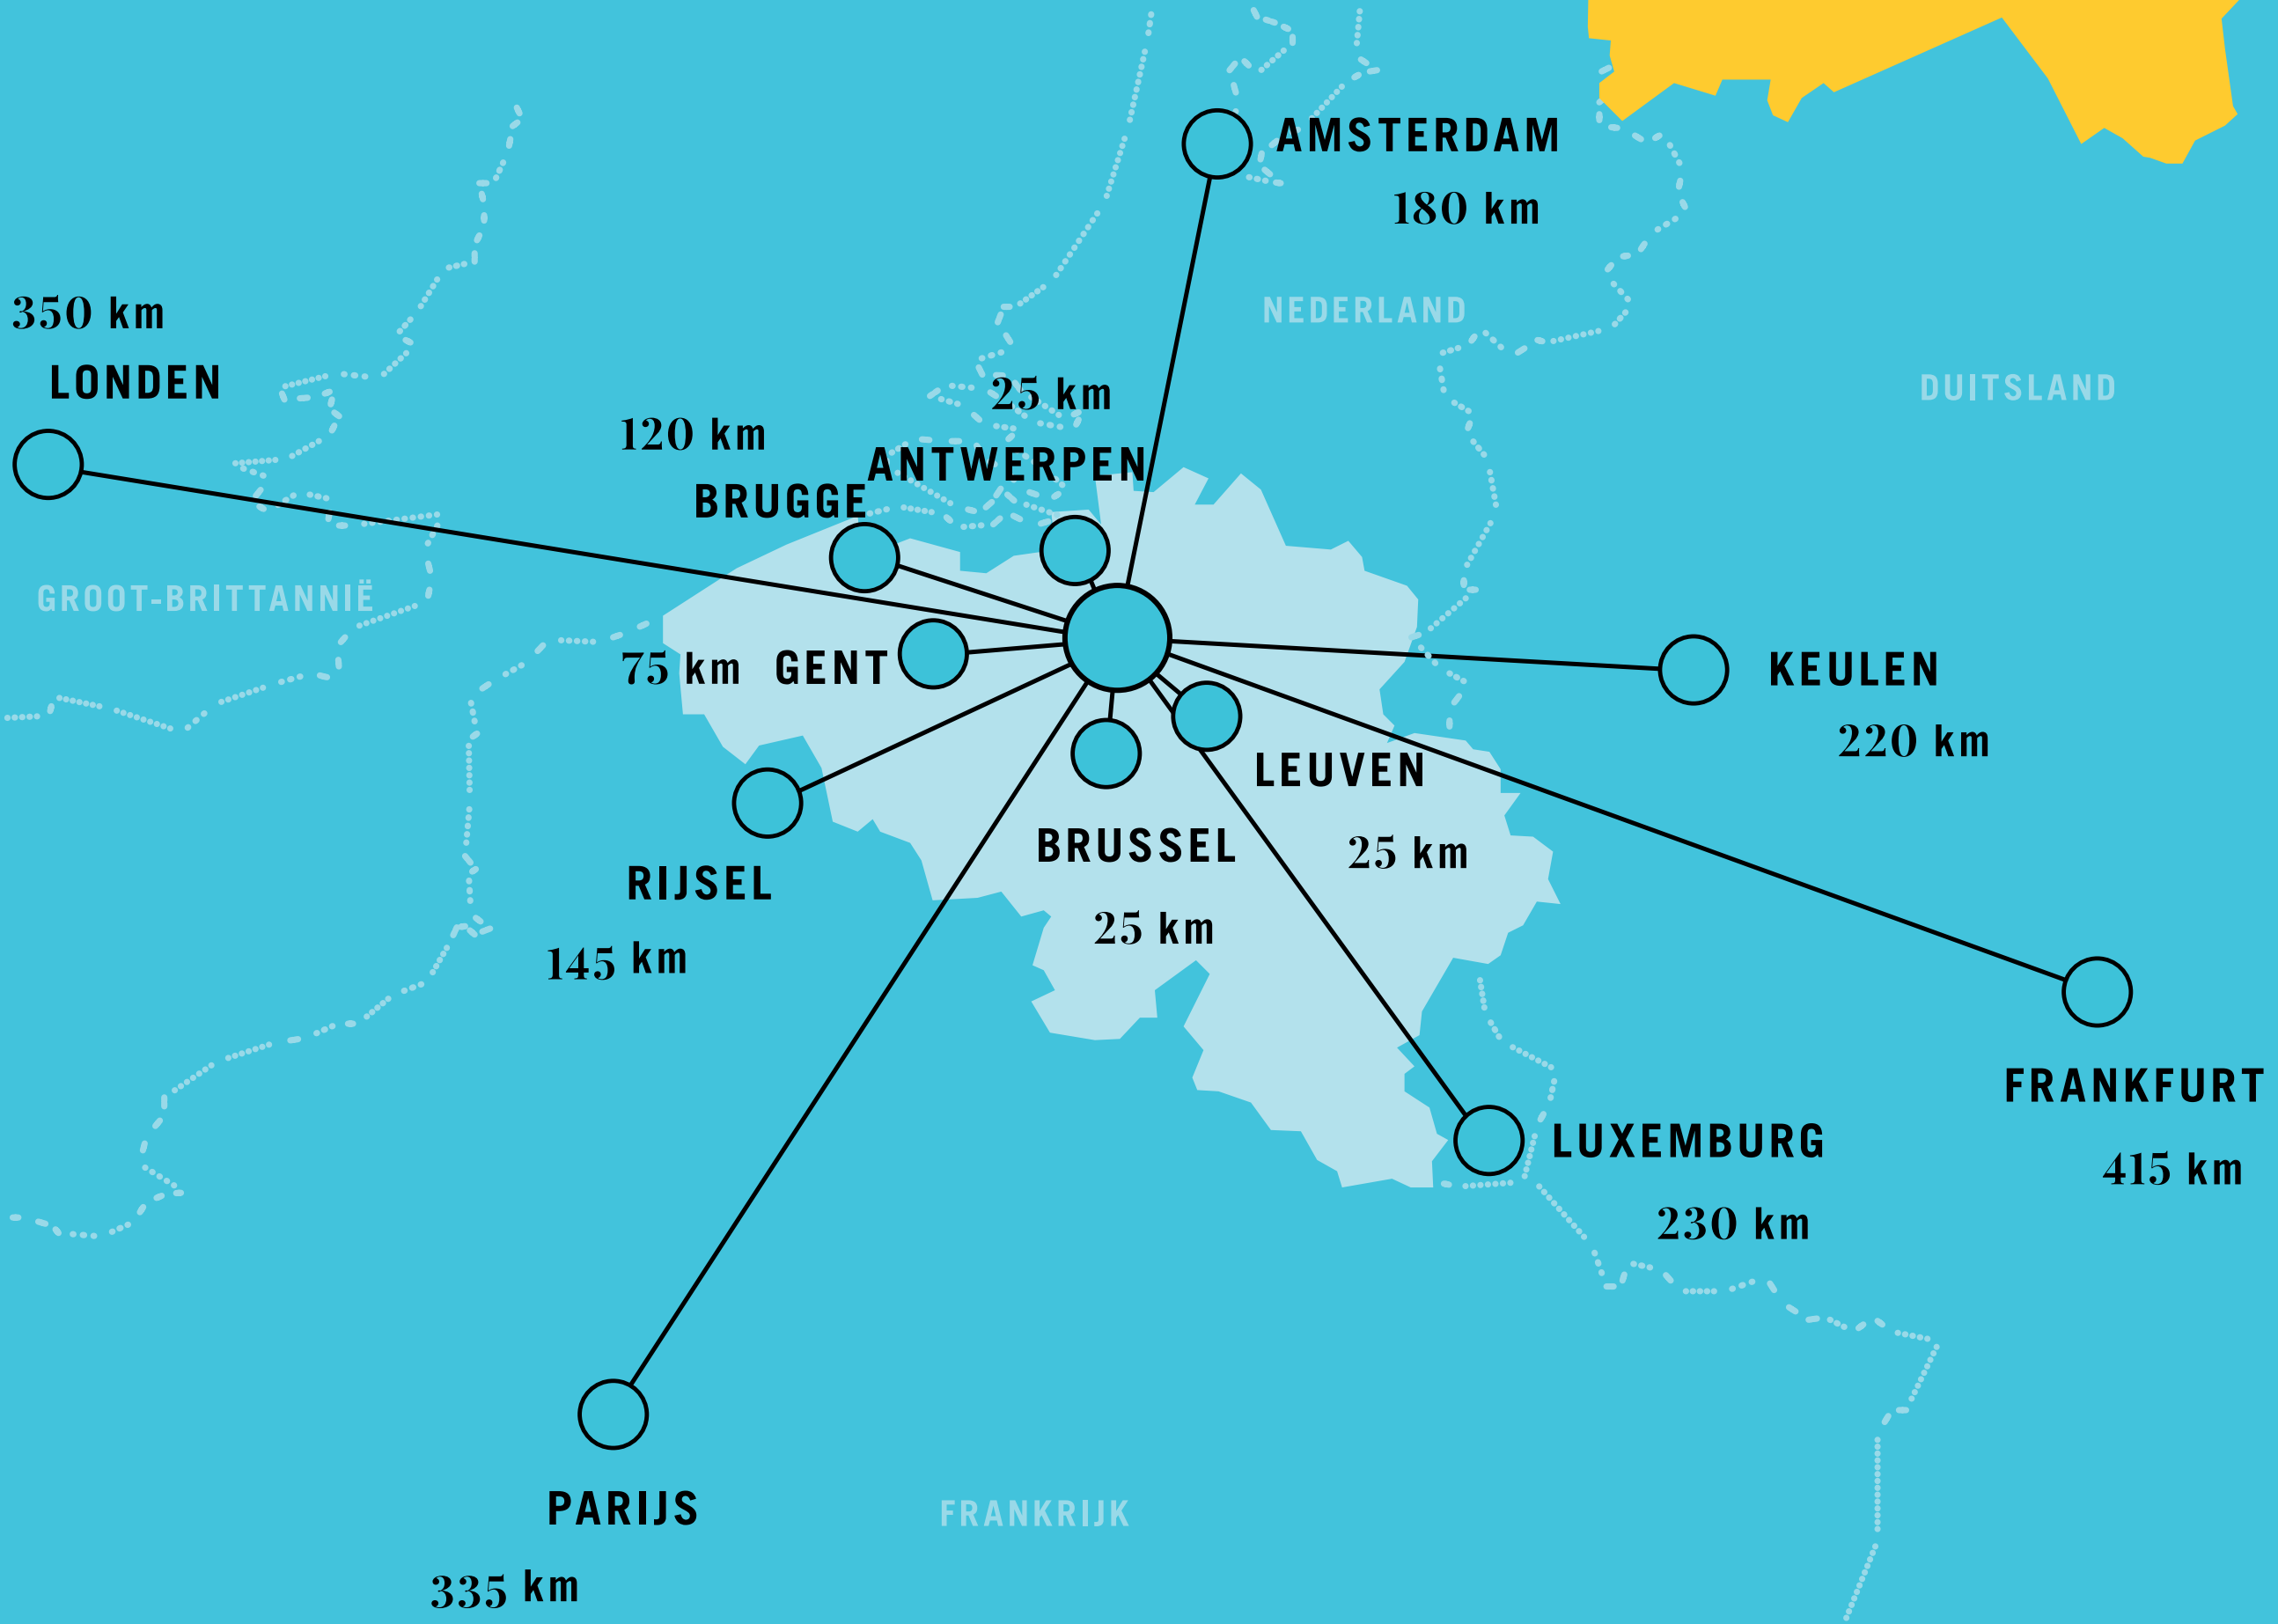 AMSTERDAM
180 km
NEDERLAND
350 km
LONDEN
DUITSLAND
25 km
ANTWERPEN
120 km
BRUGGE
GROOT-BRITTANNIË
75 km GENT
KEULEN
220 km
LEUVEN
25 km
BRUSSEL
25 km
RIJSEL
145 km
FRANKFURT
415 km
LUXEMBURG
230 km
PARIJS
335 km
FRANKRIJK